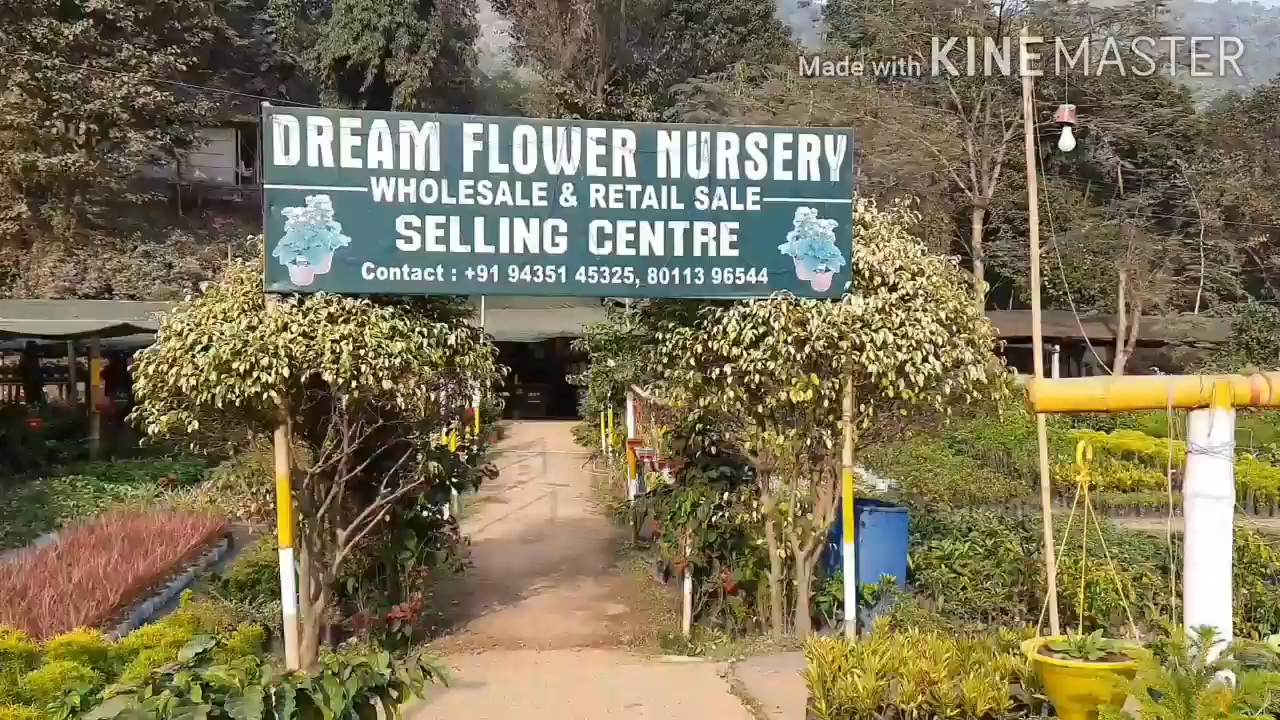 Made with KINEMASTER
DREAM FLOWER NURSERY
WHOLESALE & RETAIL SALE
SELLING CENTRE
Contact : +91 94351 45325, 80113 96544